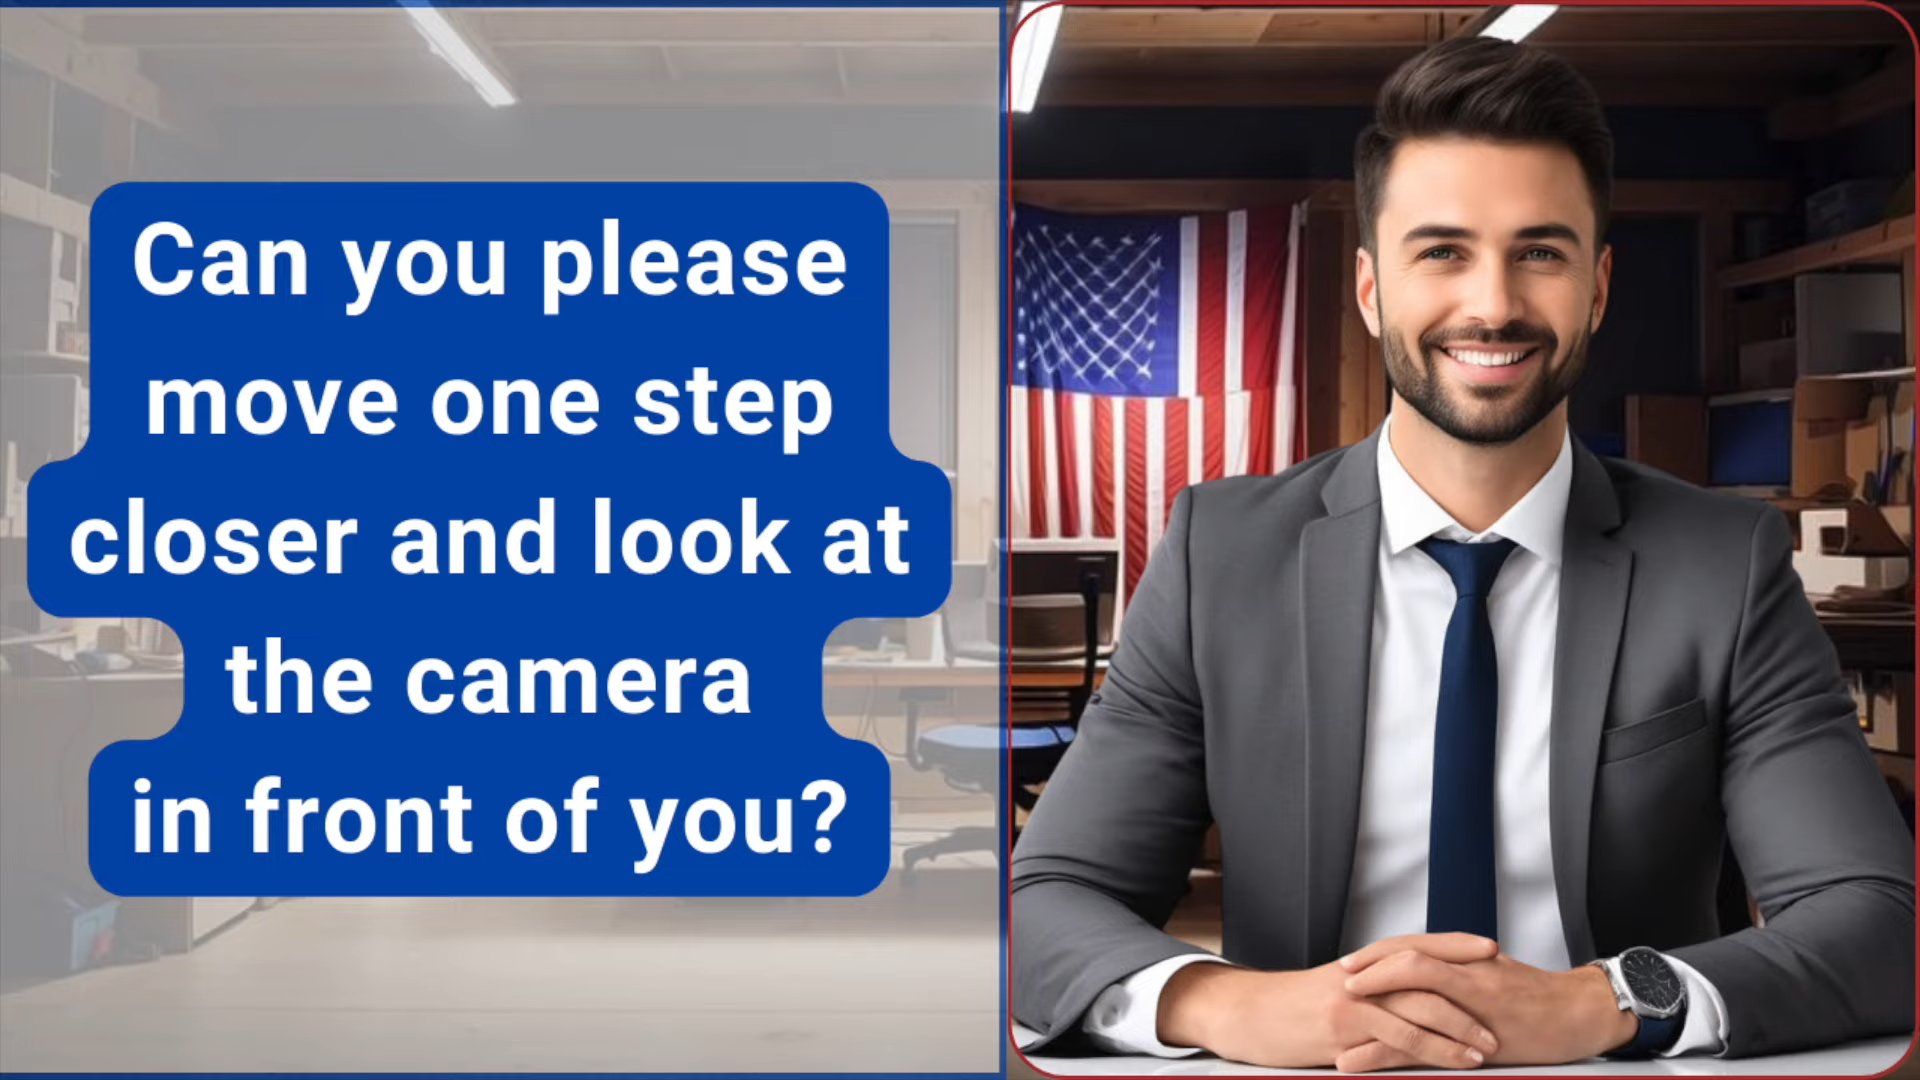 Can you please
move one step
closer and look at
the camera
in front of you?